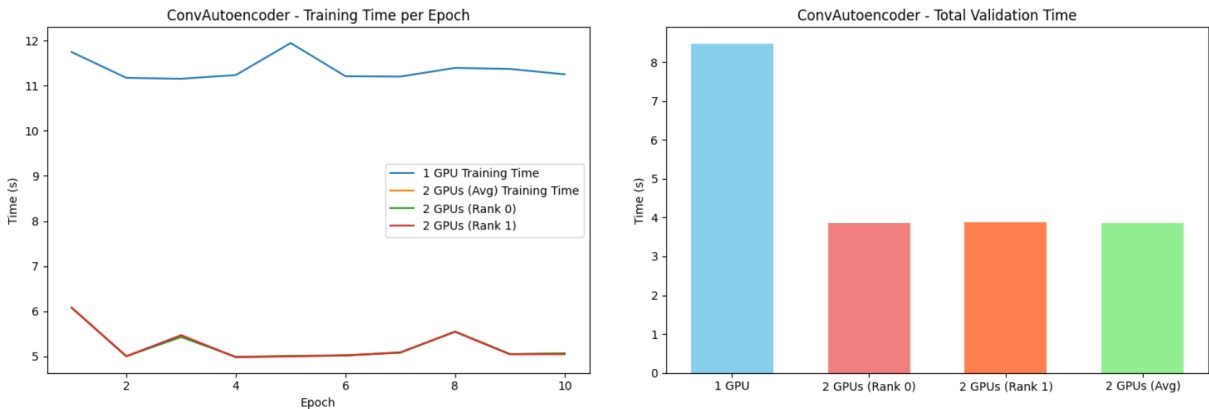 ConvAutoencoder - Training Time per Epoch
12
11
10
9
8
7
6
5
Time (s)
1 GPU Training Time
2 GPUs (Avg) Training Time
2 GPUs (Rank 0)
2 GPUs (Rank 1)
2 4 6 8 10
Epoch
ConvAutoencoder - Total Validation Time
8
7
6
5
4
3
2
1
0
Time (s)
1 GPU 2 GPUs (Rank 0) 2 GPUs (Rank 1) 2 GPUs (Avg)